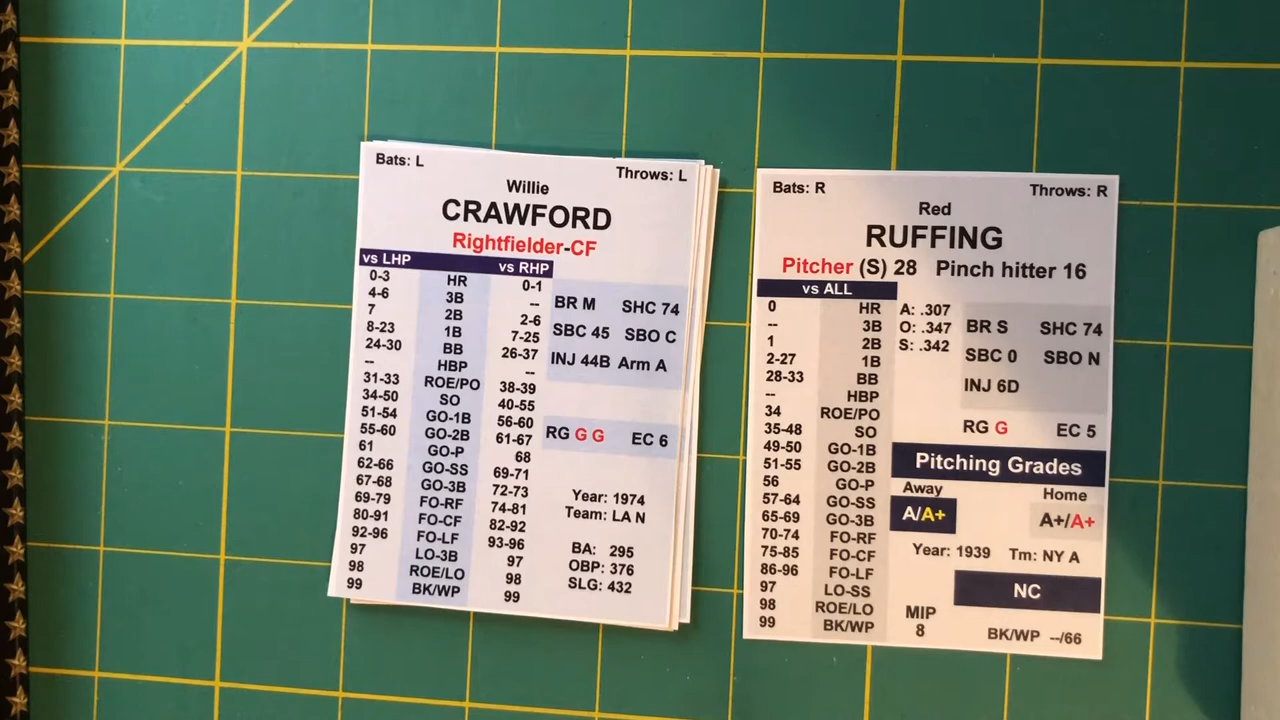 Bats: L Throws: L
Willie
CRAWFORD
Rightfielder-CF
vs LHP vs RHP
0-3 HR 0-1
4-6 3B --
7 2B 2-6
8-23 1B 7-25
24-30 BB 26-37
-- HBP --
31-33 ROE/PO 38-39
34-50 SO 40-55
51-54 GO-1B 56-60
55-60 GO-2B 61-67
61 GO-P 68
62-66 GO-SS 69-71
67-68 GO-3B 72-73
69-79 FO-RF 74-81
80-91 FO-CF 82-92
92-96 FO-LF 93-96
97 LO-3B 97
98 ROE/LO 98
99 BK/WP 99
BR M SHC 74
SBC 45 SBO C
INJ 44B Arm A
RG G G EC 6
Year: 1974
Team: LA N
BA: 295
OBP: 376
SLG: 432
Bats: R Throws: R
Red
RUFFING
Pitcher (S) 28 Pinch hitter 16
vs ALL
0 HR
-- 3B
1 2B
2-27 1B
28-33 BB
-- HBP
34 ROE/PO
35-48 SO
49-50 GO-1B
51-55 GO-2B
56 GO-P
57-64 GO-SS
65-69 GO-3B
70-74 FO-RF
75-85 FO-CF
86-96 FO-LF
97 LO-SS
98 ROE/LO
99 BK/WP
A: .307
O: .347
S: .342
BR S SHC 74
SBC 0 SBO N
INJ 6D
RG G EC 5
Pitching Grades
Away Home
A/A+ A+/A+
Year: 1939 Tm: NY A
NC
MIP
8
BK/WP --/66